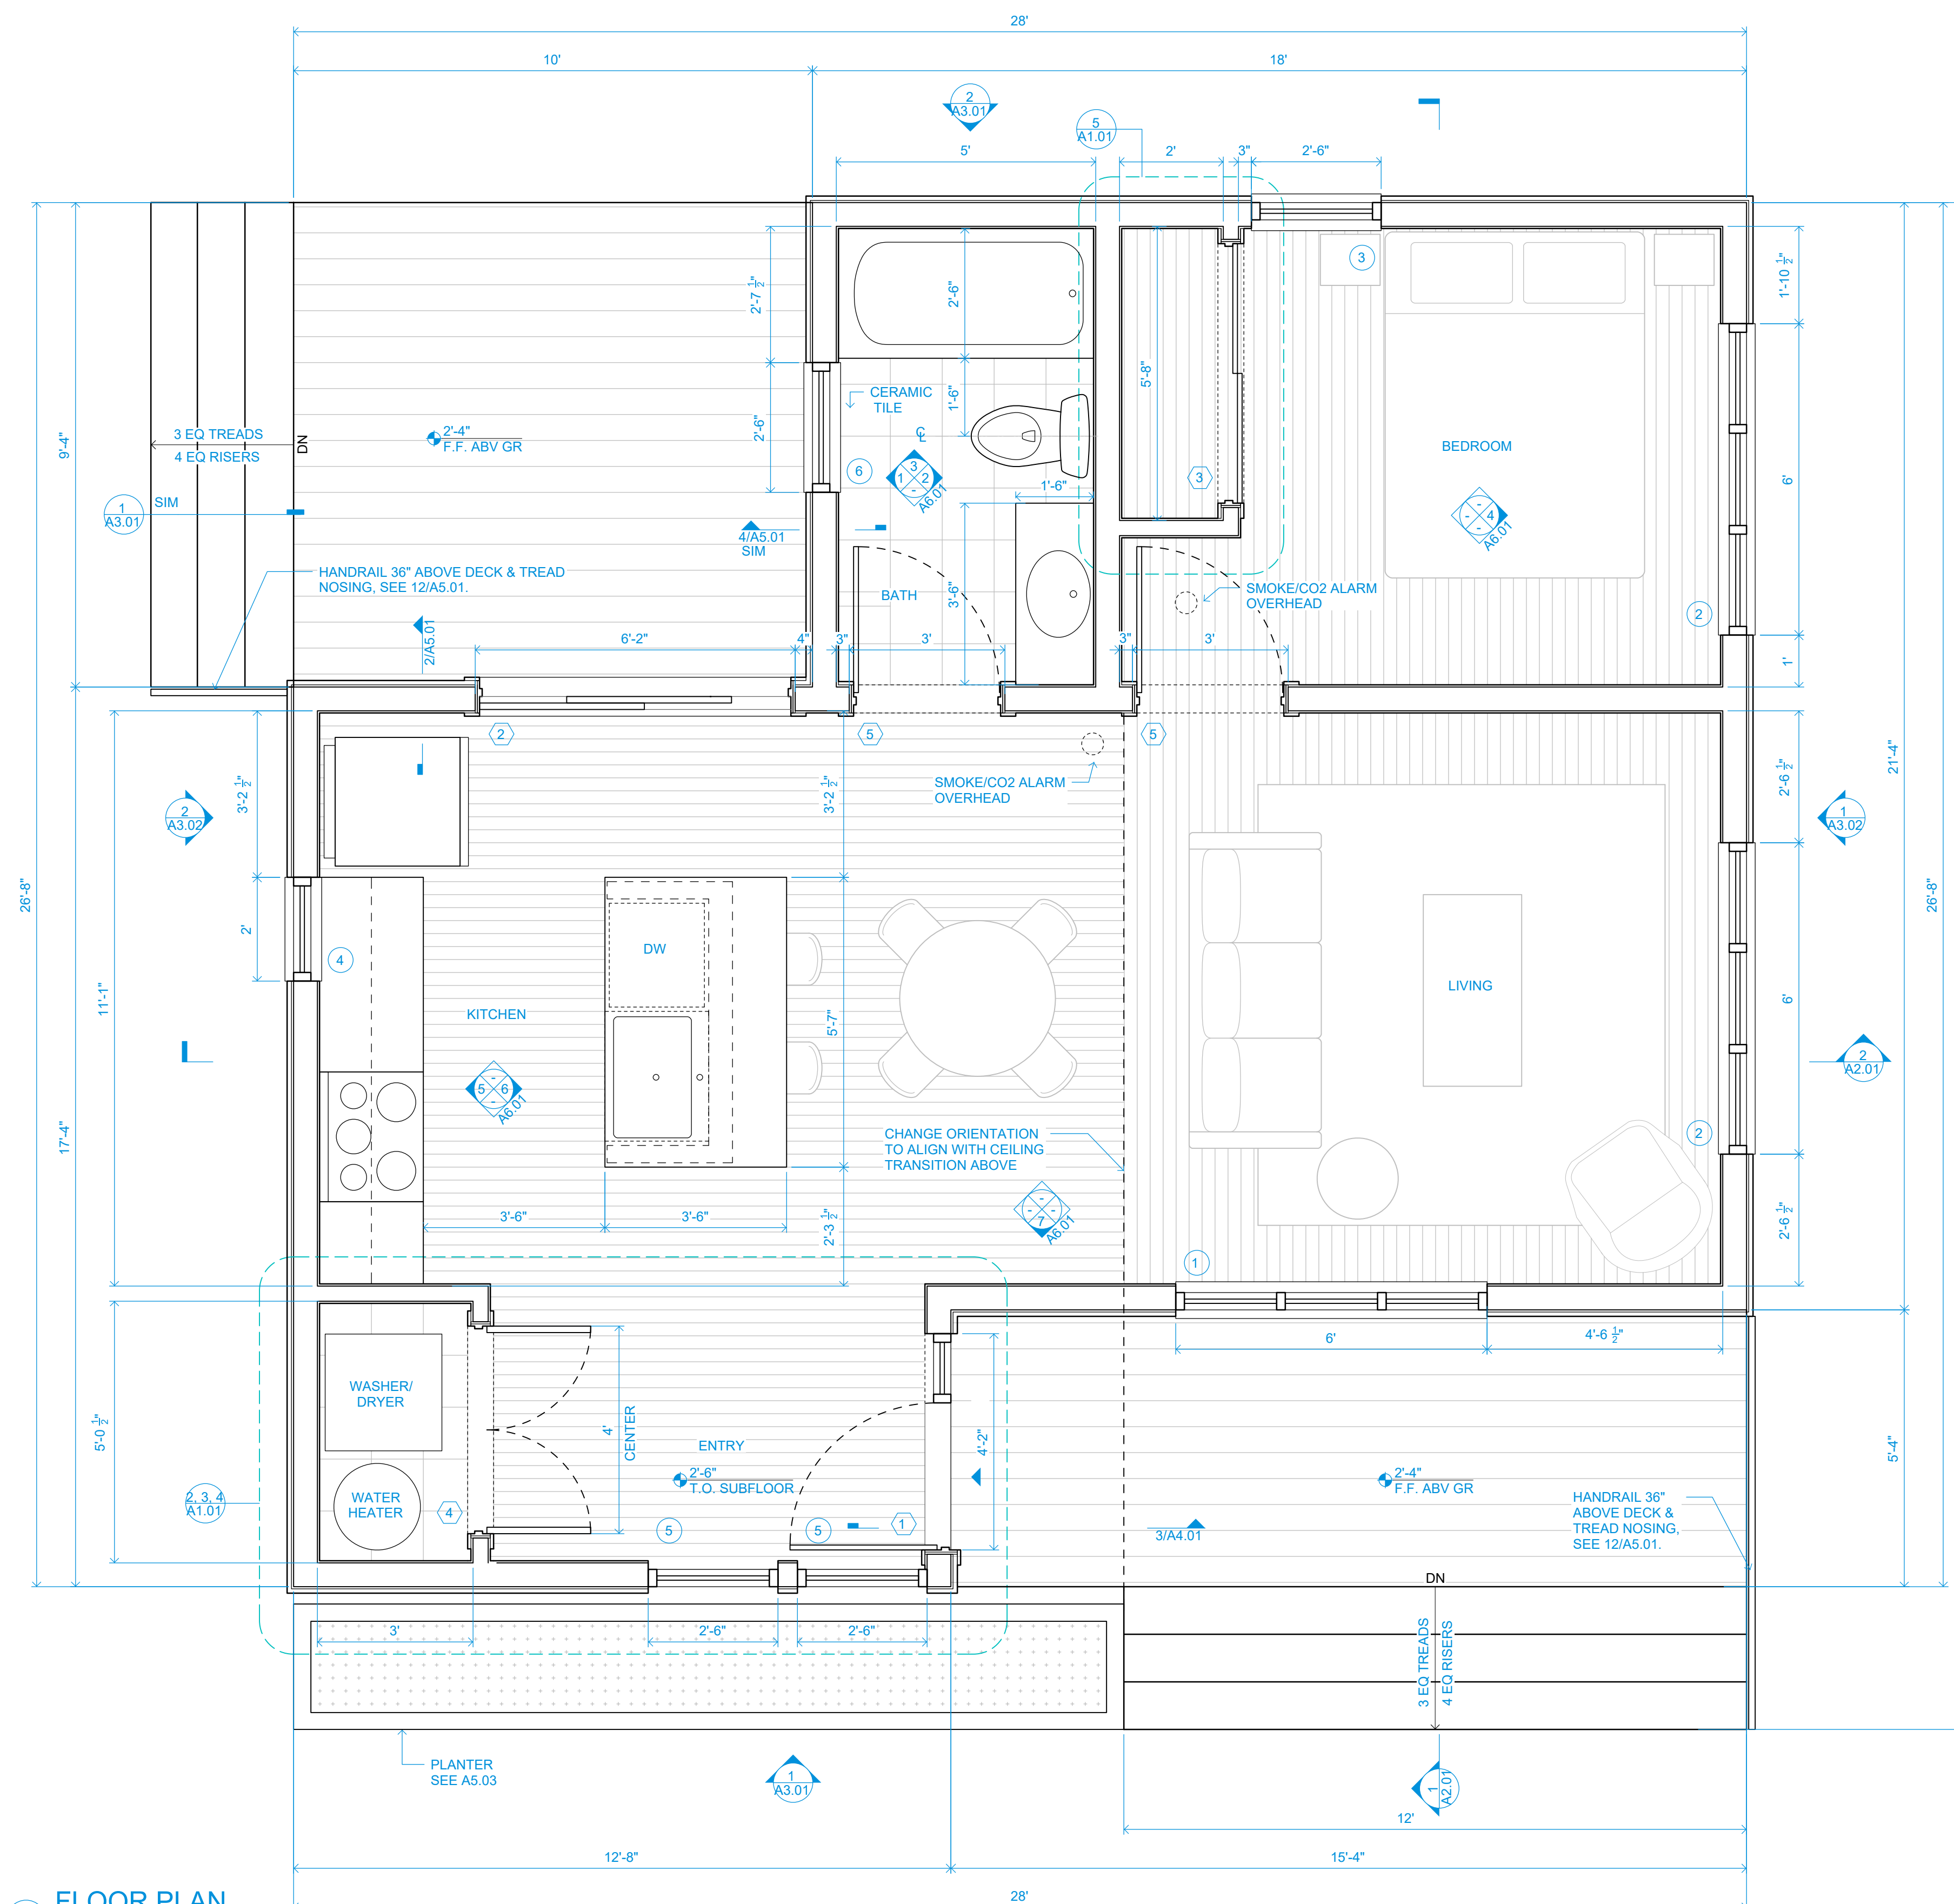 28'
10'
18'
2
A3.01
5
A1.01
5'
2'
3"
2'-6"
2'-7 1/2"
2'-6"
1'-10 1/2"
3
5'-8"
1'-6"
CERAMIC
TILE
9'-4"
3 EQ TREADS
4 EQ RISERS
DN
2'-4"
F.F. ABV GR
2'-6"
℄
BEDROOM
6
3
1 2
-
A6.01
1'-6"
3
6'
1
A3.01
SIM
-
- 4
-
A6.01
4/A5.01
SIM
HANDRAIL 36" ABOVE DECK & TREAD
NOSING, SEE 12/A5.01.
BATH
3'-6"
SMOKE/CO2 ALARM
OVERHEAD
2
2/A5.01
6'-2"
4"
3"
3'
3"
3'
1'
2
5
5
3'-2 1/2"
3'-2 1/2"
SMOKE/CO2 ALARM
OVERHEAD
2'-6 1/2"
21'-4"
2
A3.02
1
A3.02
26'-8"
26'-8"
2'
4
DW
LIVING
11'-1"
KITCHEN
5'-7"
6'
2
A2.01
-
5 6
-
A6.01
17'-4"
CHANGE ORIENTATION
TO ALIGN WITH CEILING
TRANSITION ABOVE
2
3'-6"
3'-6"
2'-3 1/2"
-
- -
7
A6.01
2'-6 1/2"
1
6'
4'-6 1/2"
WASHER/
DRYER
5'-0 1/2"
4'
CENTER
ENTRY
4'-2"
5'-4"
2'-6"
T.O. SUBFLOOR
2'-4"
F.F. ABV GR
2, 3, 4
A1.01
WATER
HEATER
4
5
5
1
3/A4.01
HANDRAIL 36"
ABOVE DECK &
TREAD NOSING,
SEE 12/A5.01.
DN
3'
2'-6"
2'-6"
3 EQ TREADS
4 EQ RISERS
PLANTER
SEE A5.03
1
A3.01
1
A2.01
12'
12'-8"
15'-4"
FLOOR PLAN
28'